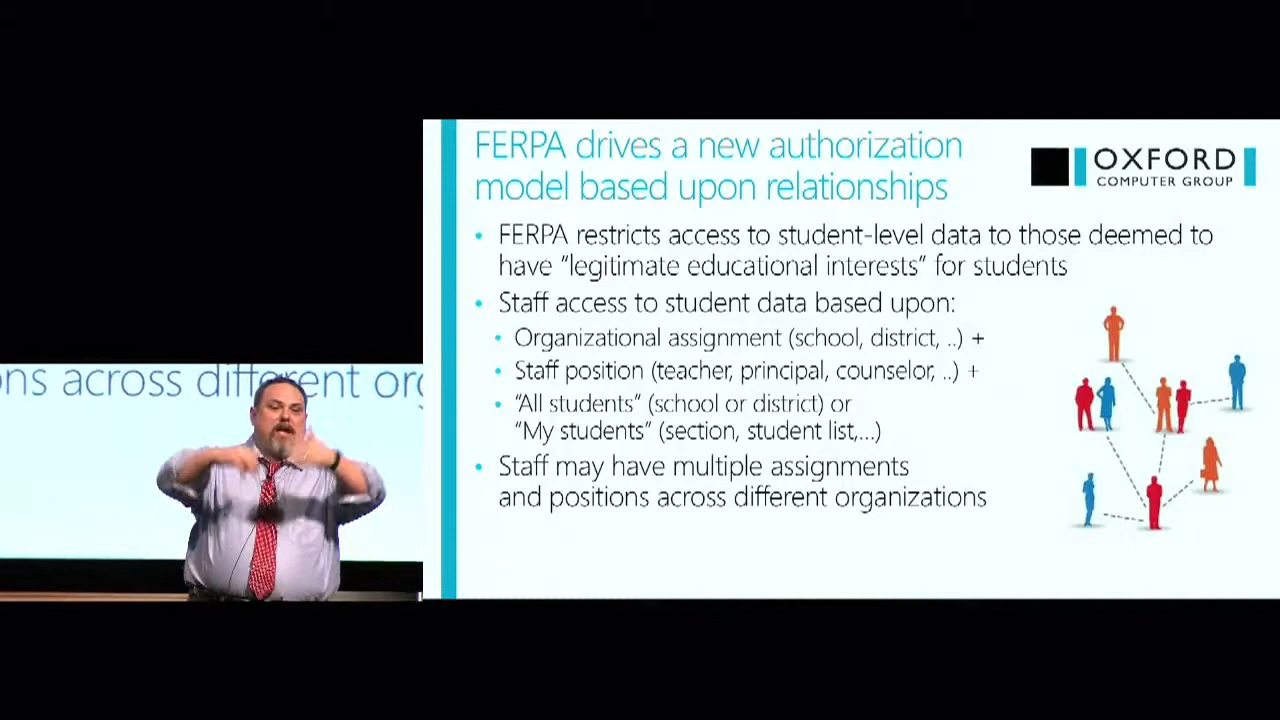 FERPA drives a new authorization
model based upon relationships
OXFORD
COMPUTER GROUP
• FERPA restricts access to student-level data to those deemed to
have “legitimate educational interests” for students
• Staff access to student data based upon:
• Organizational assignment (school, district, ..) +
• Staff position (teacher, principal, counselor, ..) +
• “All students” (school or district) or
“My students” (section, student list,...)
• Staff may have multiple assignments
and positions across different organizations
ns across different org